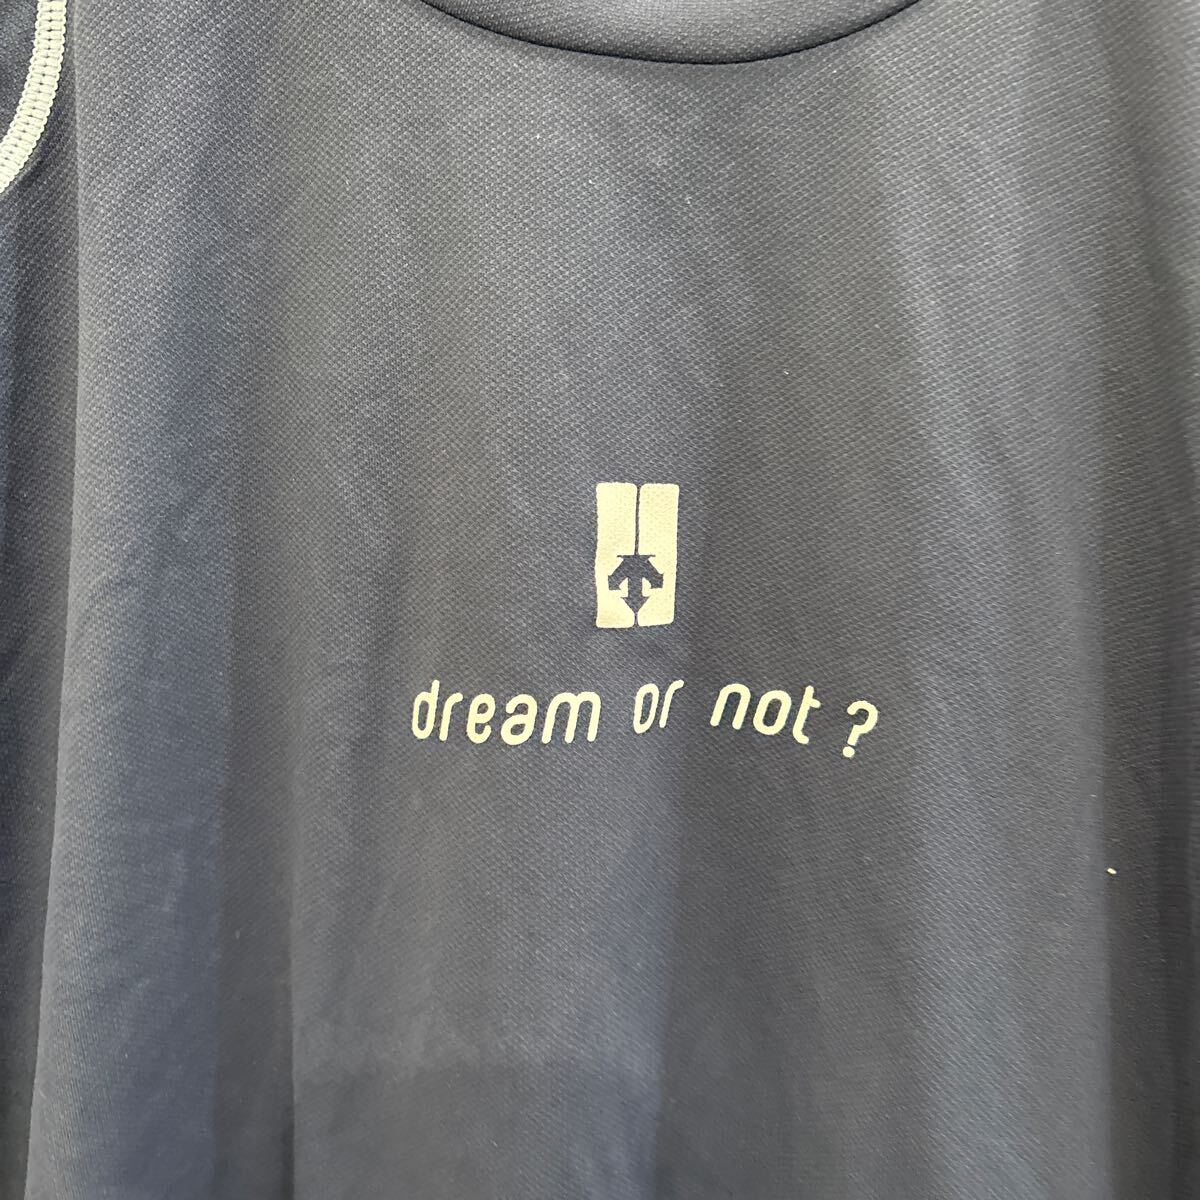 dream or not ?